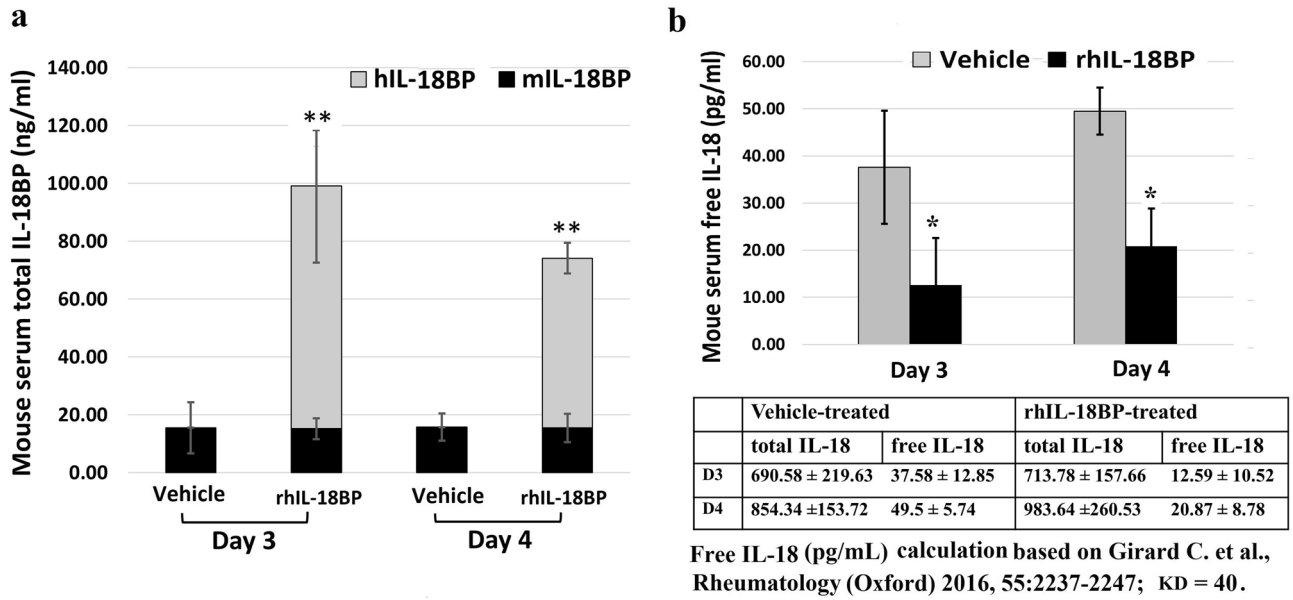 a
Mouse serum total IL-18BP (ng/ml)
140.00
120.00
100.00
80.00
60.00
40.00
20.00
0.00
hIL-18BP mIL-18BP
**
**
Vehicle rhIL-18BP Vehicle rhIL-18BP
Day 3 Day 4
b
Moue serum free IL-18 (pg/ml)
60.00
50.00
40.00
30.00
20.00
10.00
0.00
Vehicle rhIL-18BP
*
*
Day 3 Day 4
Vehicle-treated rhIL-18BP-treated
total IL-18 free IL-18 total IL-18 free IL-18
D3 690.58 ± 219.63 37.58 ± 12.85 713.78 ± 157.66 12.59 ± 10.52
D4 854.34 ±153.72 49.5 ± 5.74 983.64 ±260.53 20.87 ± 8.78
Free IL-18 (pg/mL) calculation based on Girard C. et al.,
Rheumatology (Oxford) 2016, 55:2237-2247; KD = 40.